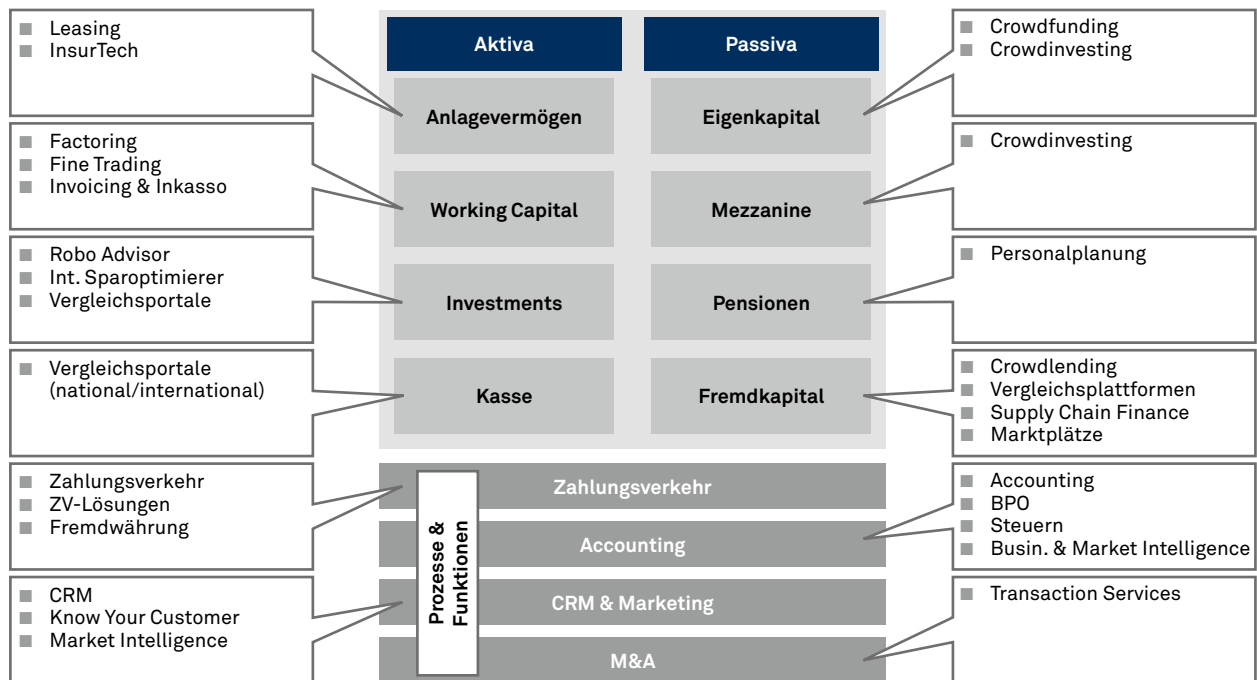 Leasing
InsurTech
Factoring
Fine Trading
Invoicing & Inkasso
Robo Advisor
Int. Sparoptimierer
Vergleichsportale
Vergleichsportale
(national/international)
Zahlungsverkehr
ZV-Lösungen
Fremdwährung
CRM
Know Your Customer
Market Intelligence
Aktiva
Passiva
Anlagevermögen
Eigenkapital
Working Capital
Mezzanine
Investments
Pensionen
Kasse
Fremdkapital
Prozesse &
Funktionen
Zahlungsverkehr
Accounting
CRM & Marketing
M&A
Crowdfunding
Crowdinvesting
Crowdinvesting
Personalplanung
Crowdlending
Vergleichsplattformen
Supply Chain Finance
Marktplätze
Accounting
BPO
Steuern
Busin. & Market Intelligence
Transaction Services